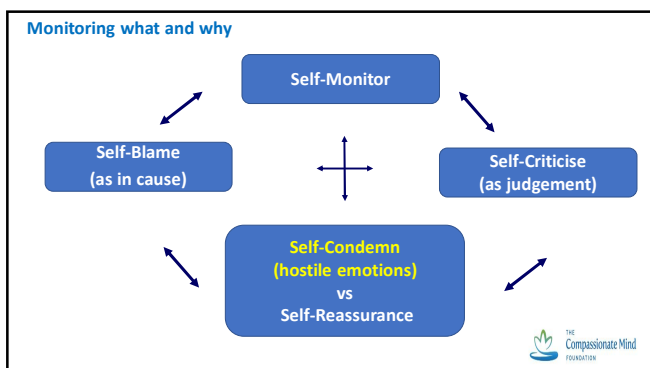 Monitoring what and why
Self-Monitor
Self-Blame
(as in cause)
Self-Criticise
(as judgement)
Self-Condemn
(hostile emotions)
vs
Self-Reassurance
THE
Compassionate Mind
FOUNDATION